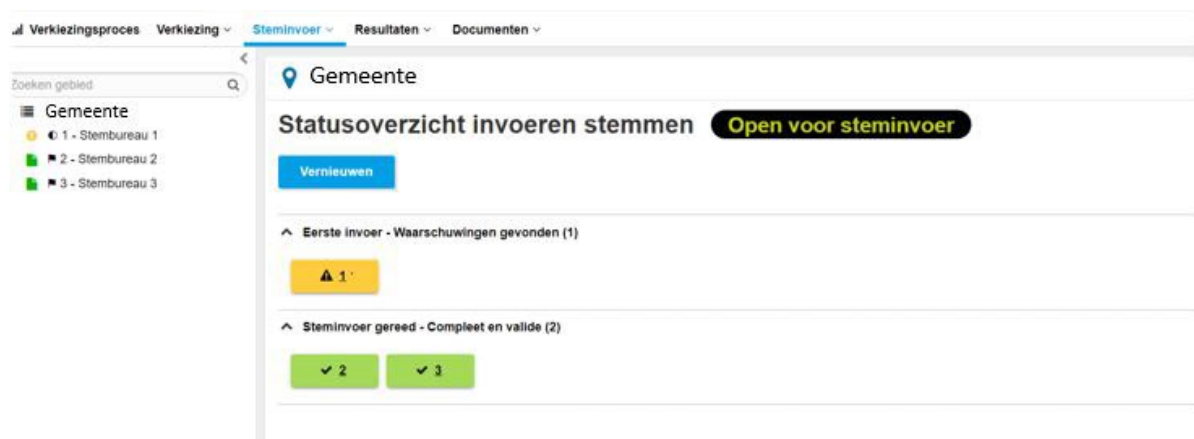 Verkiezingsproces Verkiezing Steminvoer Resultaten Documenten
Zoeken gebied
Gemeente
1 - Stembureau 1
2 - Stembureau 2
3 - Stembureau 3
Gemeente
Statusoverzicht invoeren stemmen Open voor steminvoer
Vernieuwen
Eerste invoer - Waarschuwingen gevonden (1)
1
Steminvoer gereed - Compleet en valide (2)
2 3